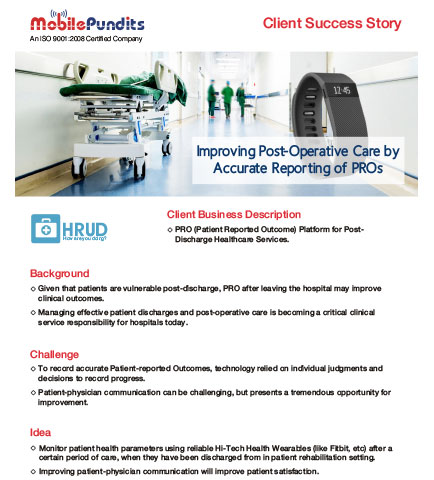 MobilePundits
An ISO 9001:2008 Certified Company
Client Success Story
12:45
Improving Post-Operative Care by
Accurate Reporting of PROs
HRUD
How are you doing?
Client Business Description
◇ PRO (Patient Reported Outcome) Platform for Post-
Discharge Healthcare Services.
Background
◇ Given that patients are vulnerable post-discharge, PRO after leaving the hospital may improve
clinical outcomes.
◇ Managing effective patient discharges and post-operative care is becoming a critical clinical
service responsibility for hospitals today.
Challenge
◇ To record accurate Patient-reported Outcomes, technology relied on individual judgments and
decisions to record progress.
◇ Patient-physician communication can be challenging, but presents a tremendous opportunity for
improvement.
Idea
◇ Monitor patient health parameters using reliable Hi-Tech Health Wearables (like Fitbit, etc) after a
certain period of care, when they have been discharged from in patient rehabilitation setting.
◇ Improving patient-physician communication will improve patient satisfaction.